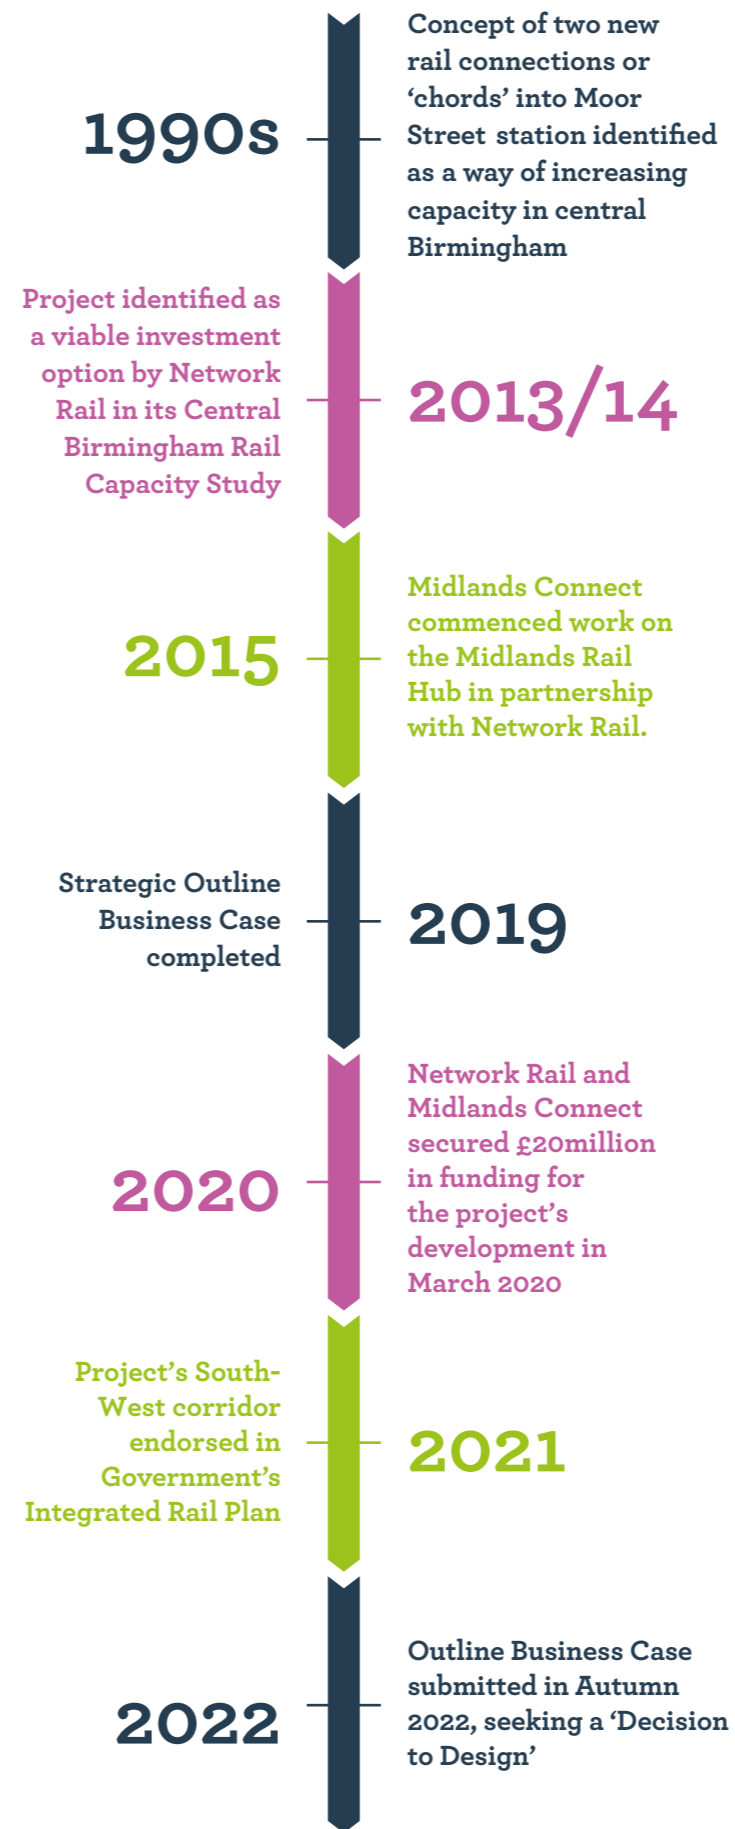 1990s
Concept of two new
rail connections or
‘chords’ into Moor
Street station identified
as a way of increasing
capacity in central
Birmingham
Project identified as
a viable investment
option by Network
Rail in its Central
Birmingham Rail
Capacity Study
2013/14
2015
Midlands Connect
commenced work on
the Midlands Rail
Hub in partnership
with Network Rail.
Strategic Outline
Business Case
completed
2019
2020
Network Rail and
Midlands Connect
secured £20million
in funding for
the project’s
development in
March 2020
Project’s South-
West corridor
endorsed in
Government’s
Integrated Rail Plan
2021
2022
Outline Business Case
submitted in Autumn
2022, seeking a ‘Decision
to Design’